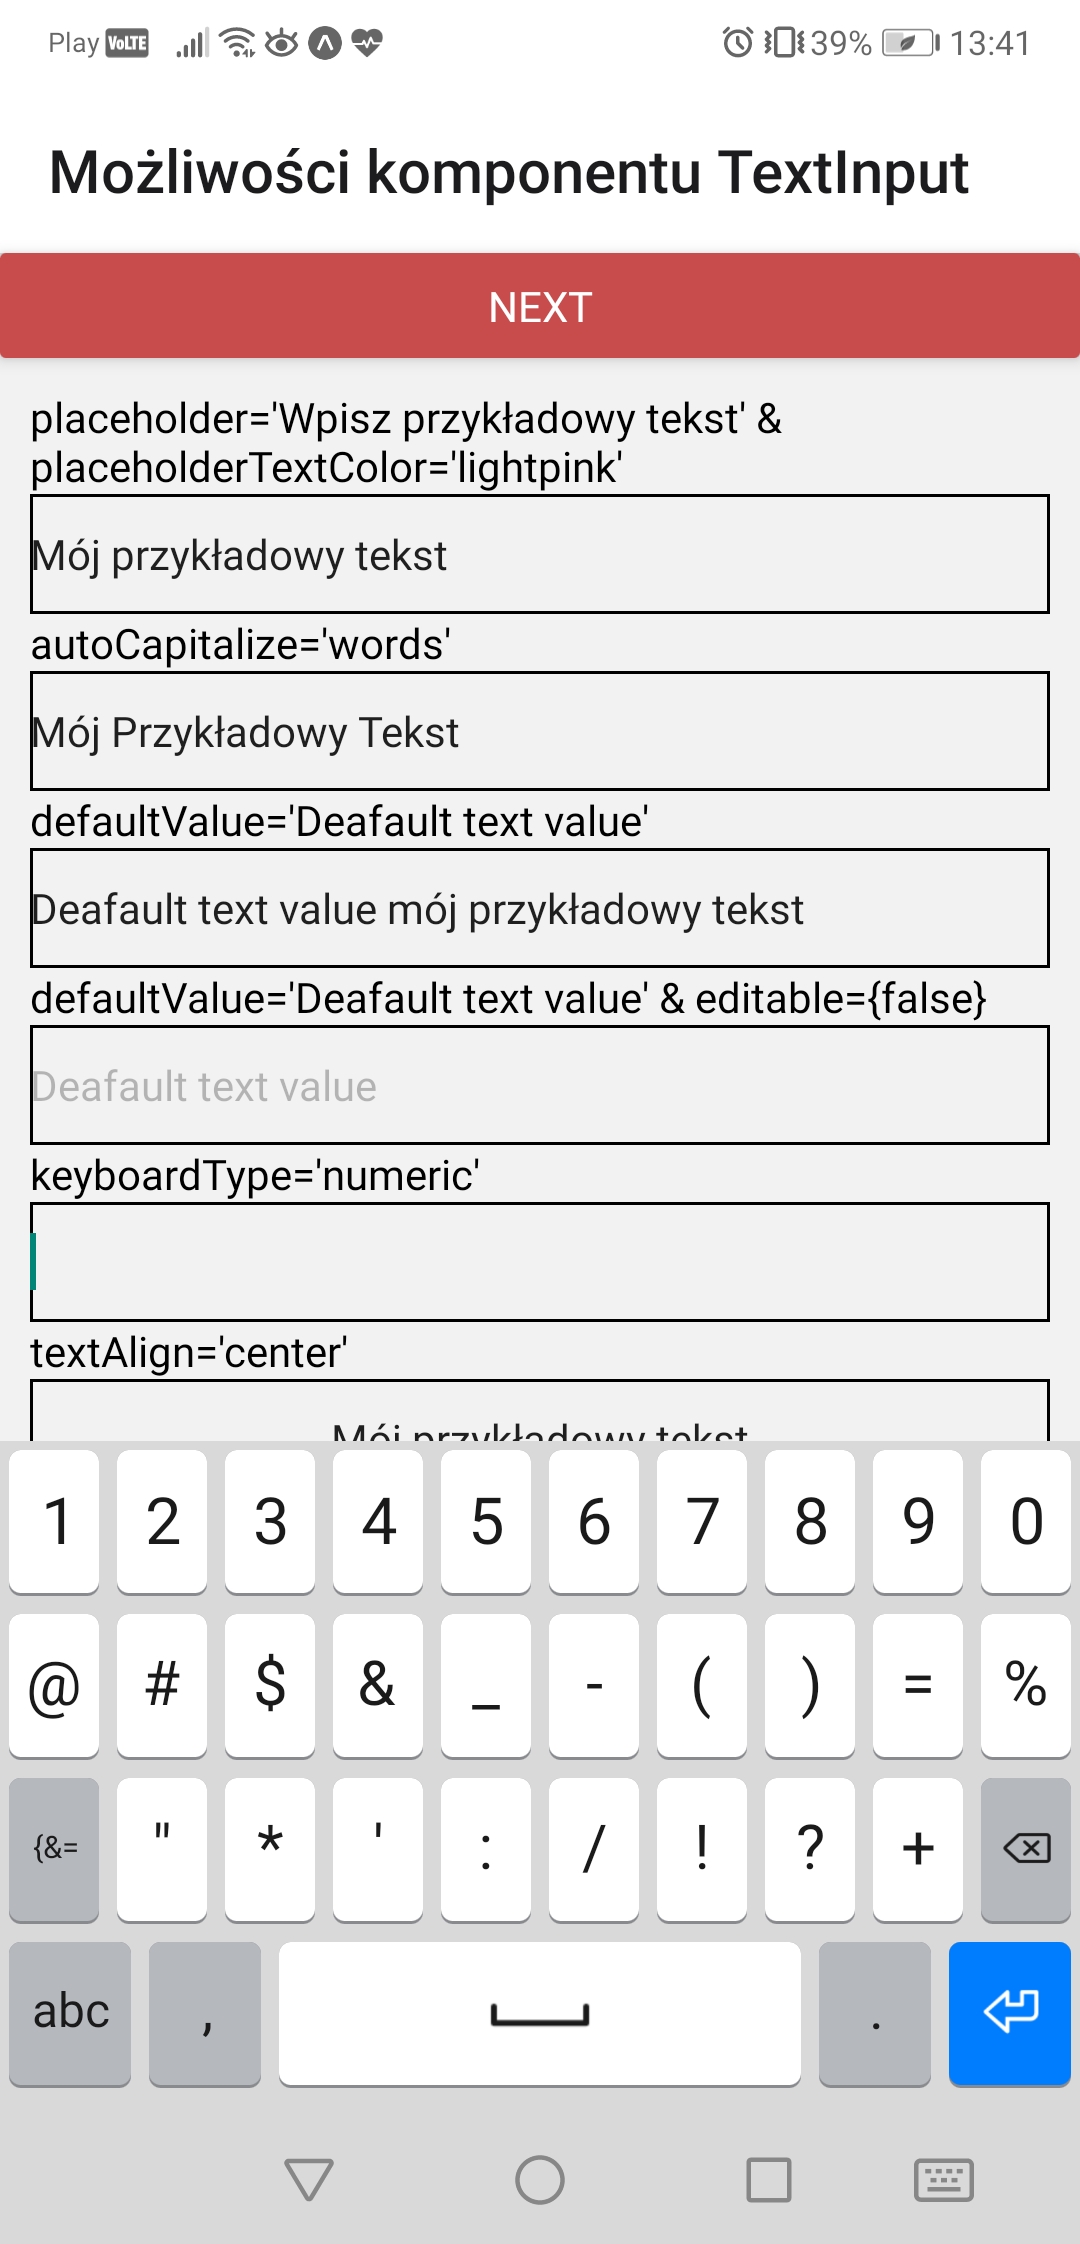 Play VoLTE 39% 13:41
Możliwości komponentu TextInput
NEXT
placeholder='Wpisz przykładowy tekst' &
placeholderTextColor='lightpink'
Mój przykładowy tekst
autoCapitalize='words'
Mój Przykładowy Tekst
defaultValue='Deafault text value'
Deafault text value mój przykładowy tekst
defaultValue='Deafault text value' & editable={false}
Deafault text value
keyboardType='numeric'
textAlign='center'
Mój przykładowy tekst
1 2 3 4 5 6 7 8 9 0
@ # $ & _ - ( ) = %
{&= " * ' : / ! ? +
abc , .